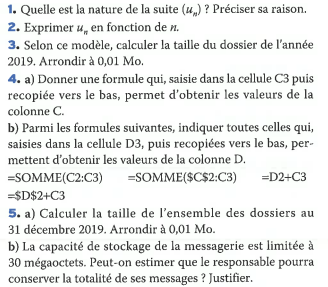 1. Quelle est la nature de la suite (uₙ) ? Préciser sa raison.
2. Exprimer uₙ en fonction de n.
3. Selon ce modèle, calculer la taille du dossier de l'année
2019. Arrondir à 0,01 Mo.
4. a) Donner une formule qui, saisie dans la cellule C3 puis
recopiée vers le bas, permet d'obtenir les valeurs de la
colonne C.
b) Parmi les formules suivantes, indiquer toutes celles qui,
saisies dans la cellule D3, puis recopiées vers le bas, per-
mettent d'obtenir les valeurs de la colonne D.
=SOMME(C2:C3) =SOMME($C$2:C3) =D2+C3
=$D$2+C3
5. a) Calculer la taille de l'ensemble des dossiers au
31 décembre 2019. Arrondir à 0,01 Mo.
b) La capacité de stockage de la messagerie est limitée à
30 mégaoctets. Peut-on estimer que le responsable pourra
conserver la totalité de ses messages ? Justifier.